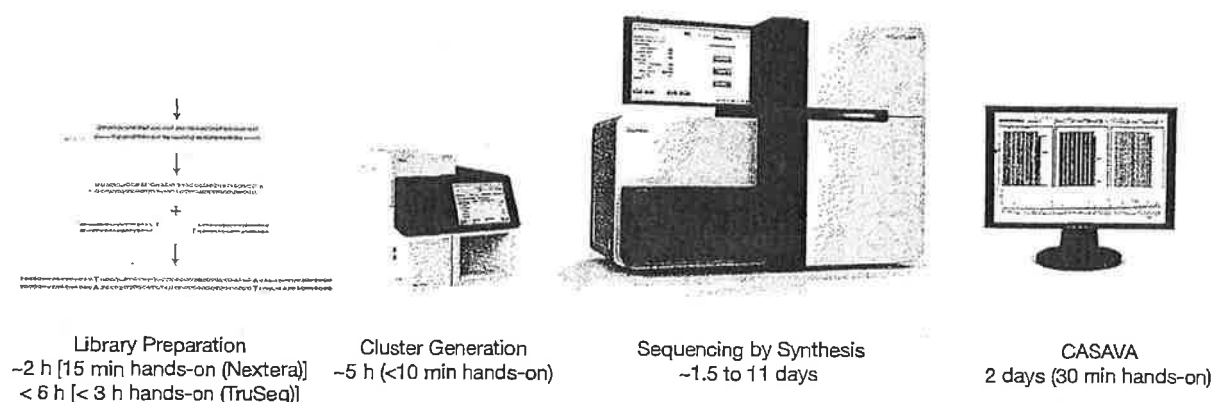 Library Preparation
~2 h [15 min hands-on (Nextera)]
< 6 h [< 3 h hands-on (TruSeq)]
Cluster Generation
~5 h (<10 min hands-on)
Sequencing by Synthesis
~1.5 to 11 days
CASAVA
2 days (30 min hands-on)